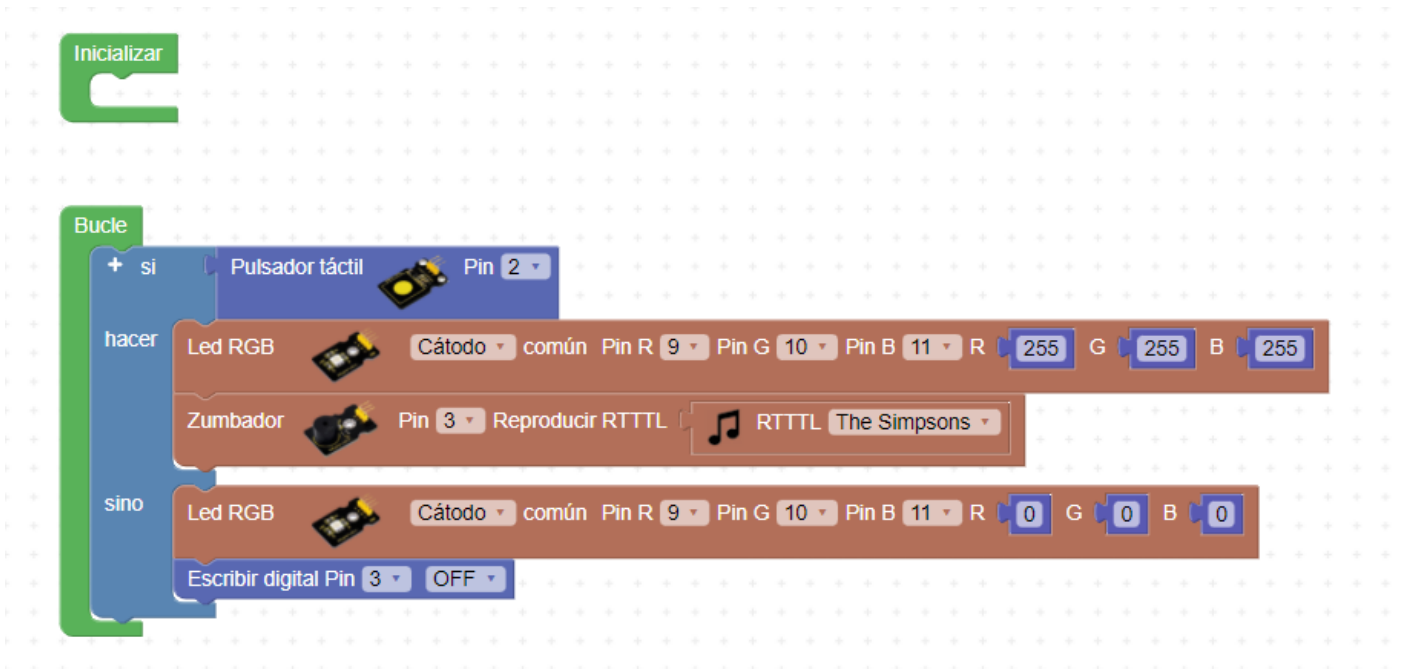 Inicializar
Bucle
+ si Pulsador táctil Pin 2
hacer Led RGB Cátodo común Pin R 9 Pin G 10 Pin B 11 R 255 G 255 B 255
Zumbador Pin 3 Reproducir RTTTL RTTTL The Simpsons
sino Led RGB Cátodo común Pin R 9 Pin G 10 Pin B 11 R 0 G 0 B 0
Escribir digital Pin 3 OFF